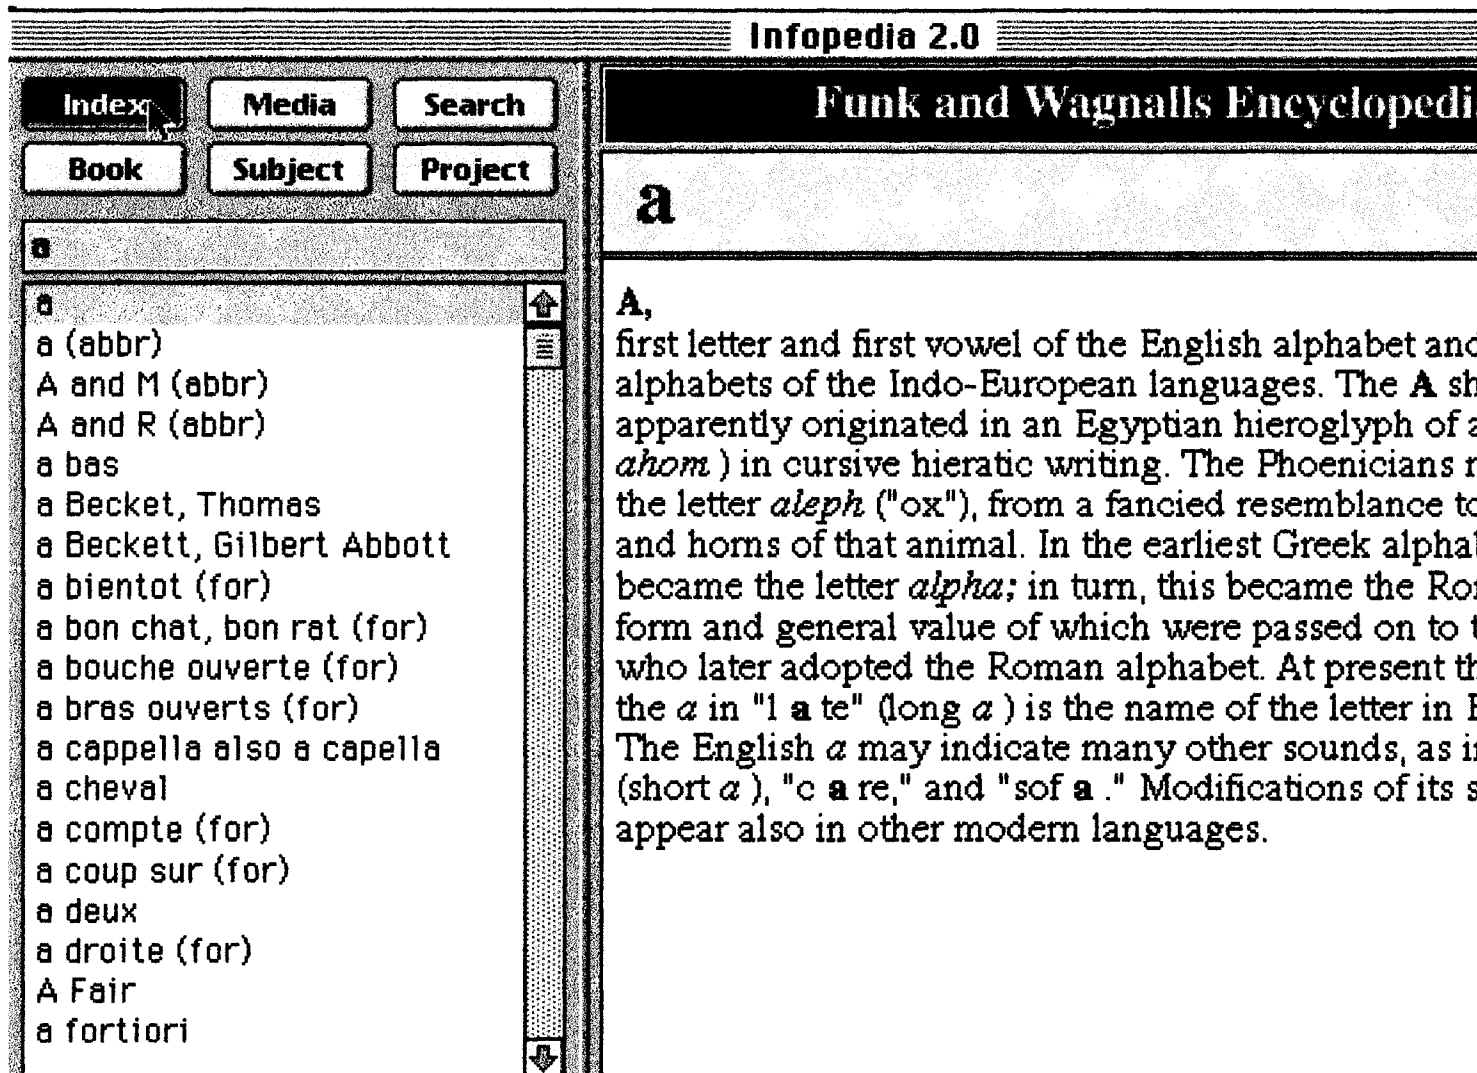 Infopedia 2.0
Index Media Search
Book Subject Project
a
a
a (abbr)
A and M (abbr)
A and R (abbr)
a bas
a Becket, Thomas
a Beckett, Gilbert Abbott
a bientot (for)
a bon chat, bon rat (for)
a bouche ouverte (for)
a bras ouverts (for)
a cappella also a capella
a cheval
a compte (for)
a coup sur (for)
a deux
a droite (for)
A Fair
a fortiori
Funk and Wagnalls Encyclopedi
a
A,
first letter and first vowel of the English alphabet and
alphabets of the Indo-European languages. The A sh
apparently originated in an Egyptian hieroglyph of a
ahom ) in cursive hieratic writing. The Phoenicians r
the letter aleph ("ox"), from a fancied resemblance to
and horns of that animal. In the earliest Greek alphal
became the letter alpha; in turn, this became the Ro
form and general value of which were passed on to t
who later adopted the Roman alphabet. At present th
the a in "l a te" (long a ) is the name of the letter in E
The English a may indicate many other sounds, as i
(short a ), "c a re," and "sof a ." Modifications of its s
appear also in other modern languages.